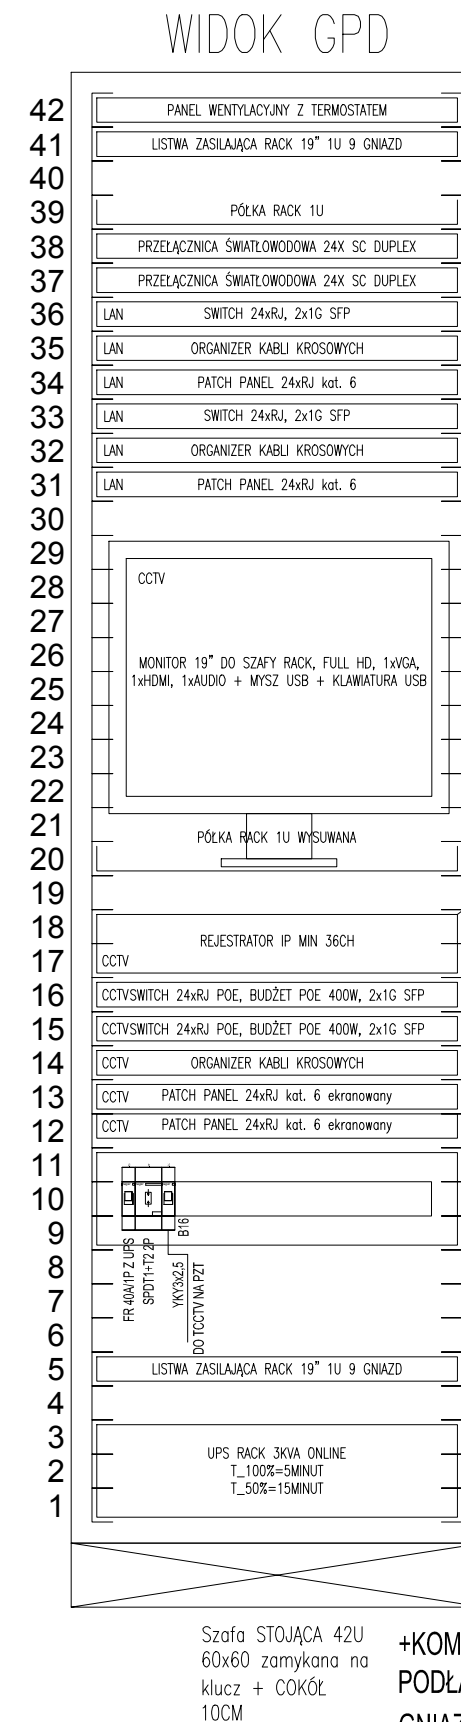 WIDOK GPD
42 PANEL WENTYLACYJNY Z TERMOSTATEM
41 LISTWA ZASILAJĄCA RACK 19" 1U 9 GNIAZD
40
39 PÓŁKA RACK 1U
38 PRZEŁĄCZNICA ŚWIATŁOWODOWA 24X SC DUPLEX
37 PRZEŁĄCZNICA ŚWIATŁOWODOWA 24X SC DUPLEX
36 LAN SWITCH 24xRJ, 2x1G SFP
35 LAN ORGANIZER KABLI KROSOWYCH
34 LAN PATCH PANEL 24xRJ kat. 6
33 LAN SWITCH 24xRJ, 2x1G SFP
32 LAN ORGANIZER KABLI KROSOWYCH
31 LAN PATCH PANEL 24xRJ kat. 6
30
29
28 CCTV
27
26 MONITOR 19" DO SZAFY RACK, FULL HD, 1xVGA,
25 1xHDMI, 1xAUDIO + MYSZ USB + KLAWIATURA USB
24
23
22
21
PÓŁKA RACK 1U WYSUWANA
20
19
18
REJESTRATOR IP MIN 36CH
17 CCTV
16 CCTV SWITCH 24xRJ POE, BUDŻET POE 400W, 2x1G SFP
15 CCTV SWITCH 24xRJ POE, BUDŻET POE 400W, 2x1G SFP
14 CCTV ORGANIZER KABLI KROSOWYCH
13 CCTV PATCH PANEL 24xRJ kat. 6 ekranowany
12 CCTV PATCH PANEL 24xRJ kat. 6 ekranowany
11
10
9
8
7
6
FR 40A/1P Z UPS
SPDT1+T2 2P
B16
YKY3x2,5
DO TCCTV NA PZT
5 LISTWA ZASILAJĄCA RACK 19" 1U 9 GNIAZD
4
3
UPS RACK 3KVA ONLINE
2 T_100%=5MINUT
T_50%=15MINUT
1
Szafa STOJĄCA 42U
60x60 zamykana na
klucz + COKÓŁ
10CM
+KOM
PODŁA
GNIAZ